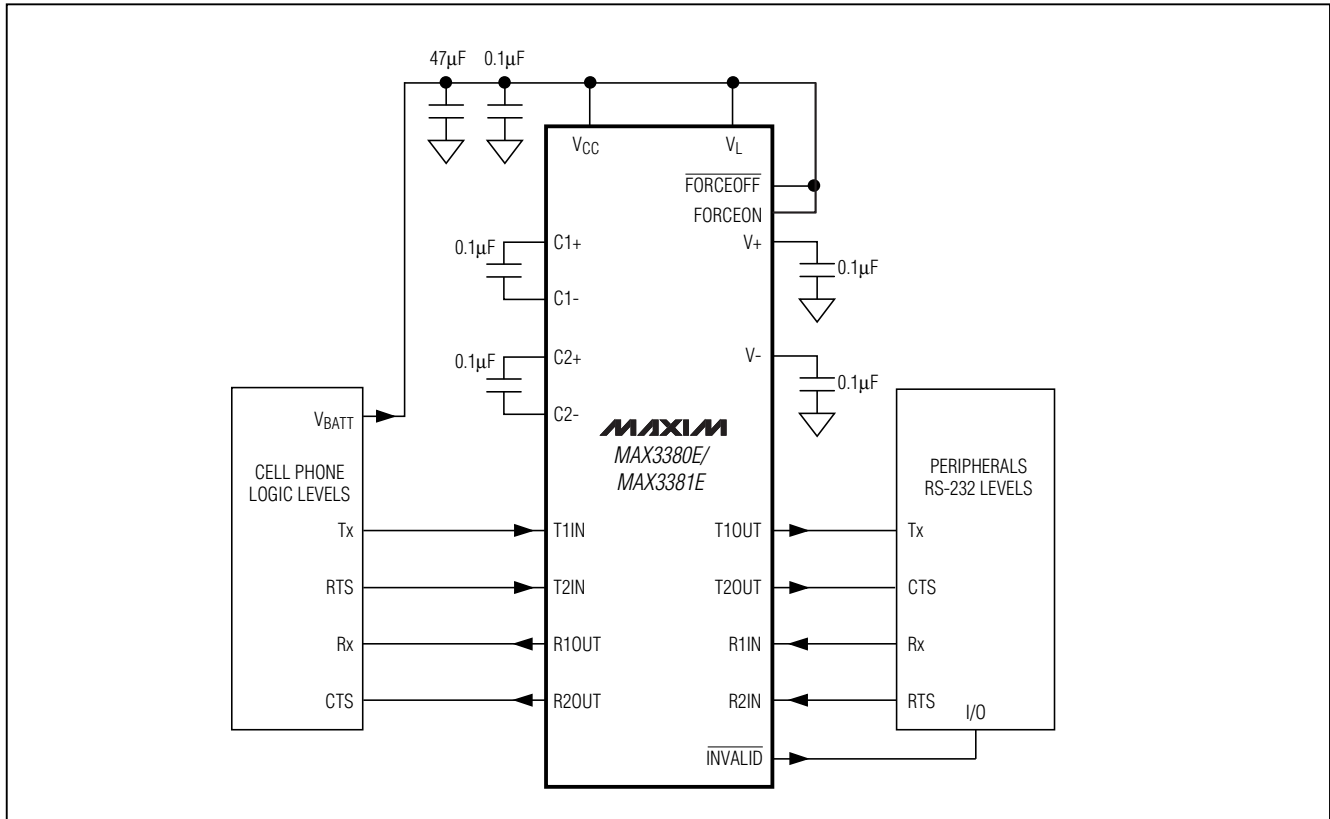 47μF 0.1μF
VCC VL
FORCEOFF
FORCEON
0.1μF C1+ V+ 0.1μF
C1-
0.1μF C2+ V- 0.1μF
C2-
VBATT
MAXIM
MAX3380E/
MAX3381E
CELL PHONE
LOGIC LEVELS
PERIPHERALS
RS-232 LEVELS
Tx T1IN T1OUT Tx
RTS T2IN T2OUT CTS
Rx R1OUT R1IN Rx
CTS R2OUT R2IN RTS
I/O
INVALID